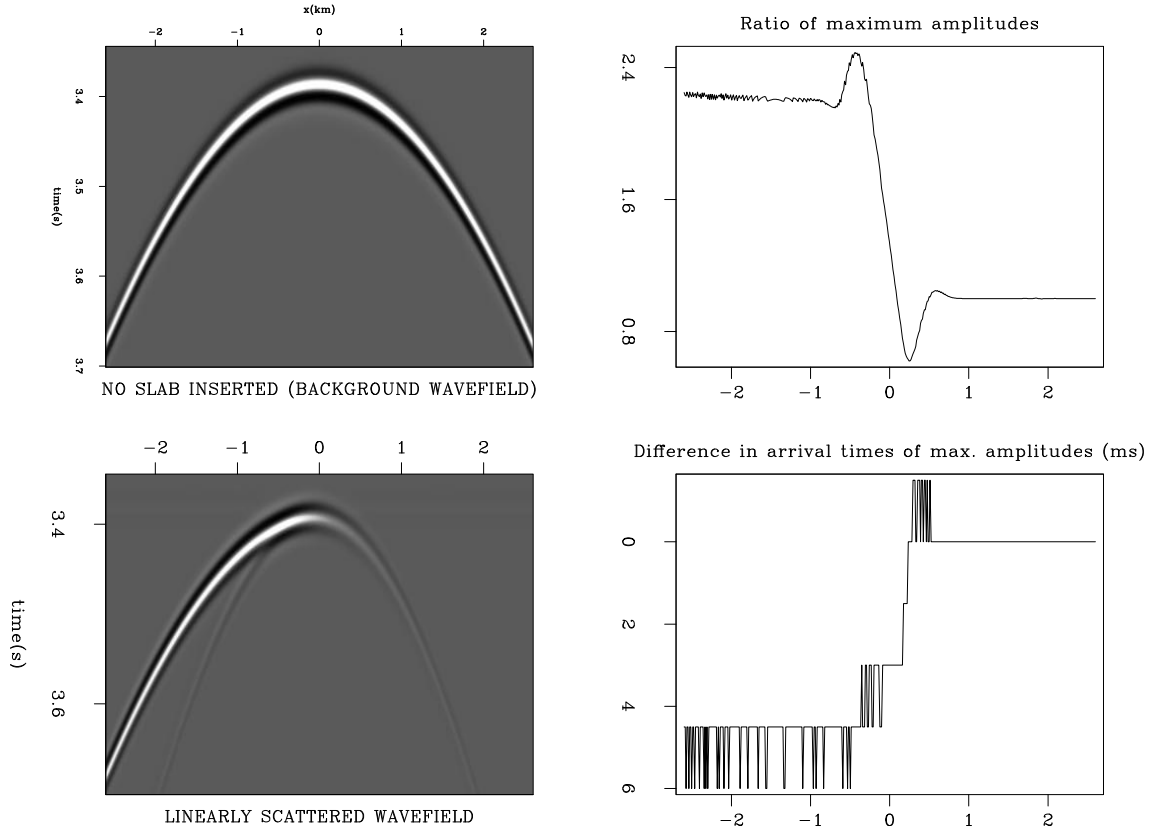 x(km)
-2 -1 0 1 2
3.4
3.5
3.6
3.7
time(s)
NO SLAB INSERTED (BACKGROUND WAVEFIELD)
Ratio of maximum amplitudes
2.4
1.6
0.8
-2 -1 0 1 2
-2 -1 0 1 2
3.4
3.6
time(s)
LINEARLY SCATTERED WAVEFIELD
Difference in arrival times of max. amplitudes (ms)
0
2
4
6
-2 -1 0 1 2